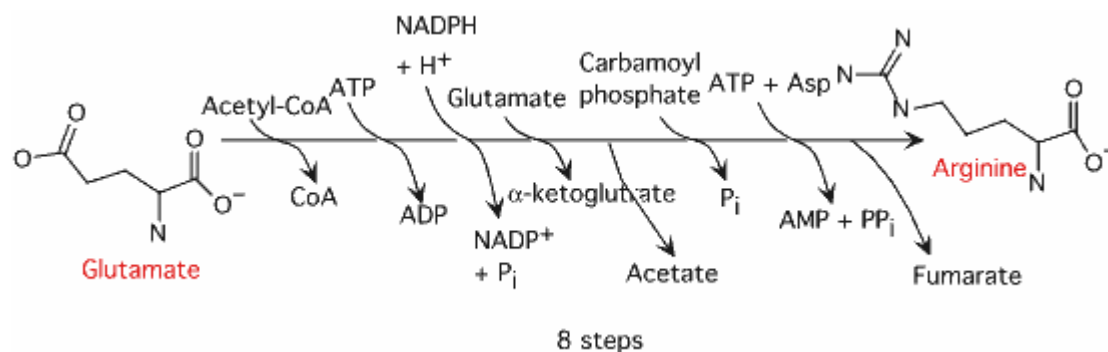 NADPH
+ H+
Acetyl-CoA
ATP
Glutamate
Carbamoyl
phosphate
ATP + Asp
N
N
N
O
O
O
O-
N
Glutamate
CoA
ADP
NADP+
+ Pi
α-ketoglutrate
Acetate
Pi
AMP + PPi
Fumarate
O
O-
N
Arginine
8 steps